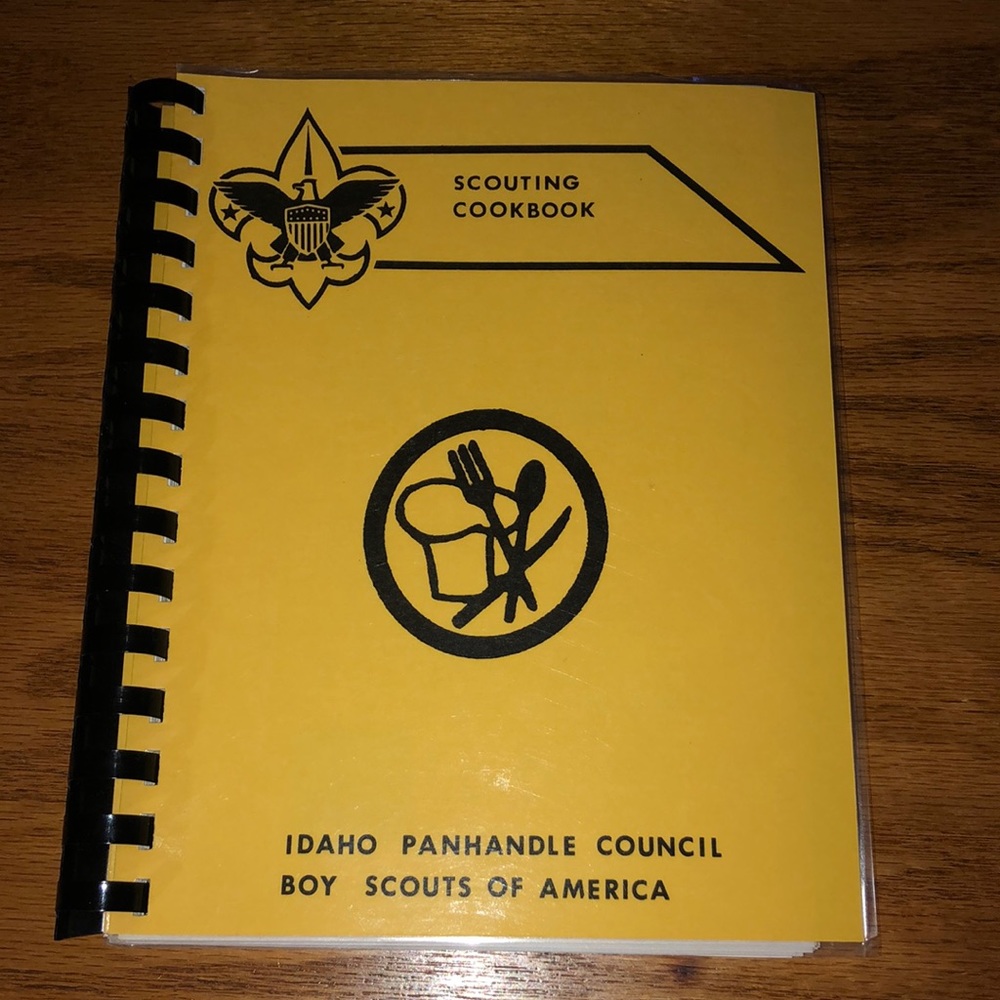 SCOUTING
COOKBOOK
IDAHO PANHANDLE COUNCIL
BOY SCOUTS OF AMERICA